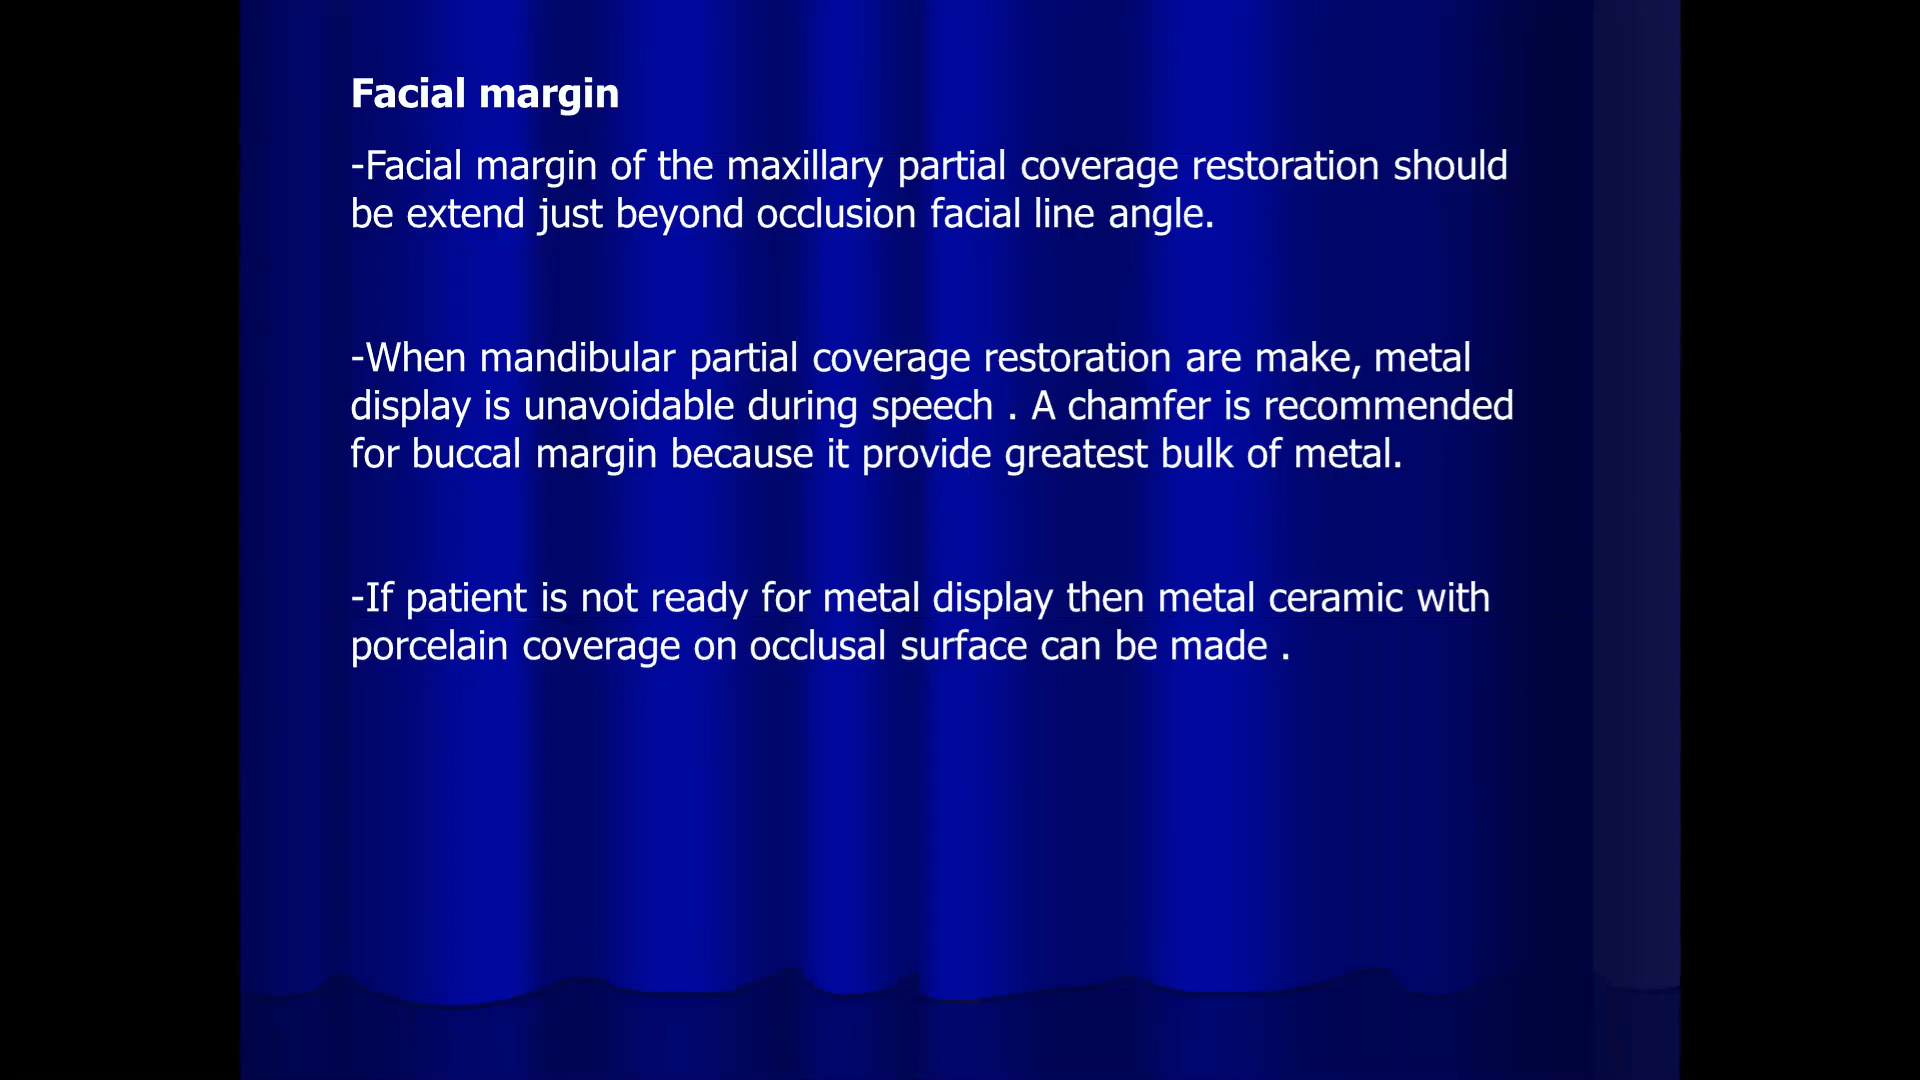 Facial margin
-Facial margin of the maxillary partial coverage restoration should
be extend just beyond occlusion facial line angle.
-When mandibular partial coverage restoration are make, metal
display is unavoidable during speech . A chamfer is recommended
for buccal margin because it provide greatest bulk of metal.
-If patient is not ready for metal display then metal ceramic with
porcelain coverage on occlusal surface can be made .